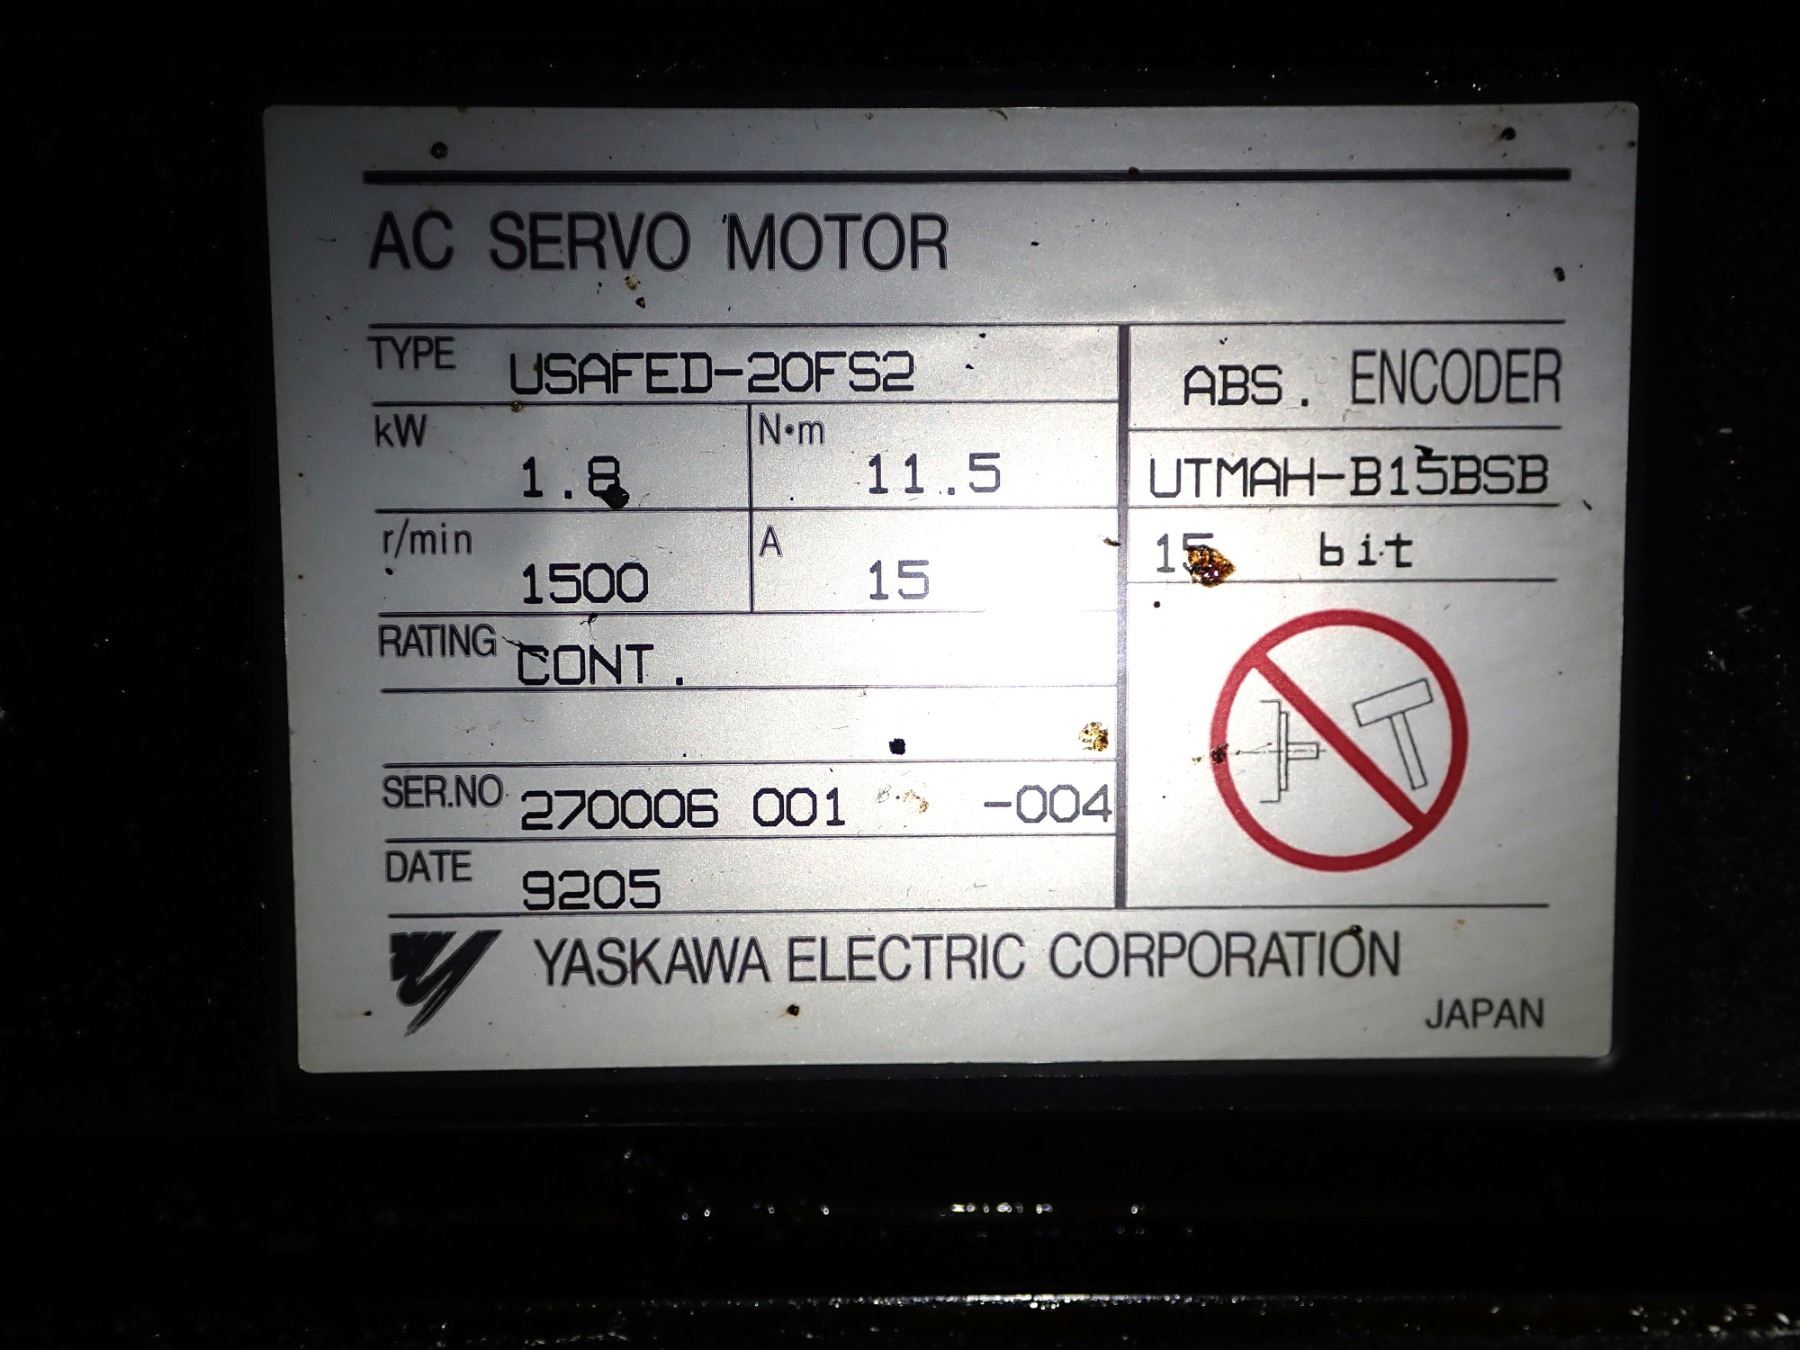 AC SERVO MOTOR
TYPE USAFED-20FS2
ABS. ENCODER
kW 1.8 N·m 11.5
UTMAH-B15BSB
r/min 1500 A 15
15 bit
RATING CONT.
SER.NO 270006 001 -004
DATE 9205
YASKAWA ELECTRIC CORPORATION
JAPAN